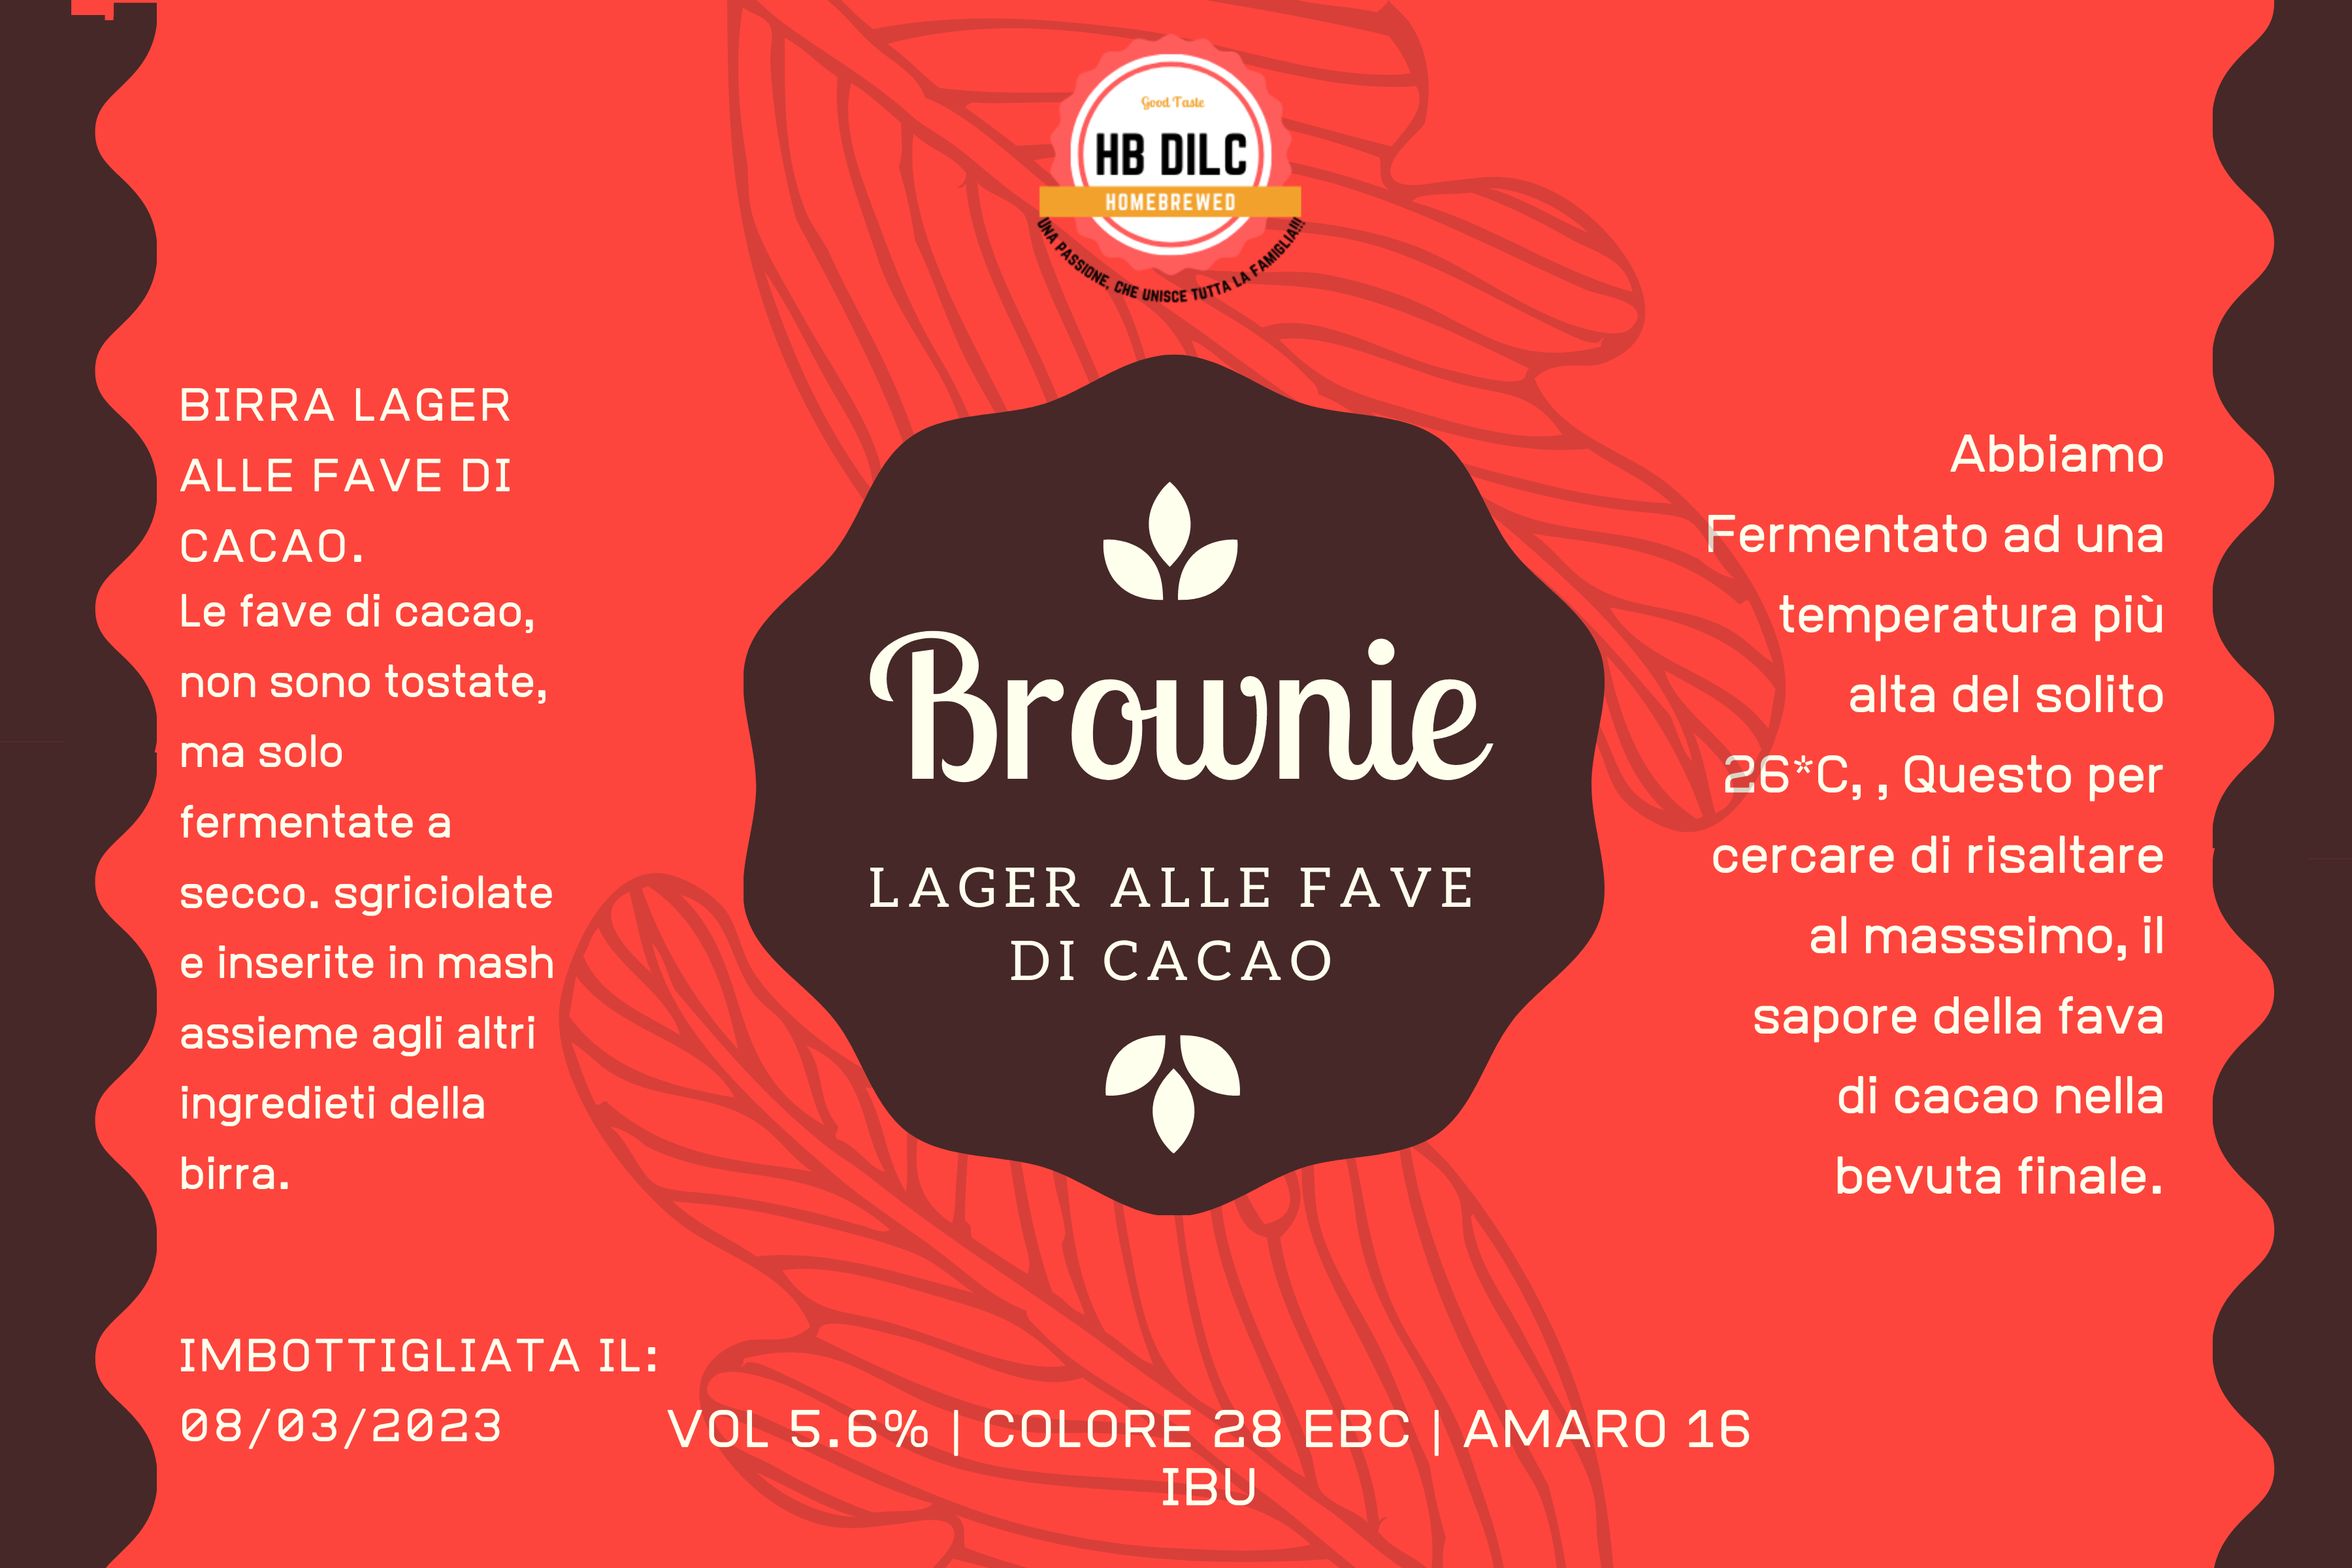 Good Taste
HB DILC
HOMEBREWED
UNA PASSIONE, CHE UNISCE TUTTA LA FAMIGLIA!!!
BIRRA LAGER
ALLE FAVE DI
CACAO.
Le fave di cacao,
non sono tostate,
ma solo
fermentate a
secco. sgriciolate
e inserite in mash
assieme agli altri
ingredieti della
birra.
Brownie
LAGER ALLE FAVE
DI CACAO
Abbiamo
Fermentato ad una
temperatura più
alta del solito
26*C, , Questo per
cercare di risaltare
al masssimo, il
sapore della fava
di cacao nella
bevuta finale.
IMBOTTIGLIATA IL:
08/03/2023
VOL 5.6% | COLORE 28 EBC | AMARO 16
IBU